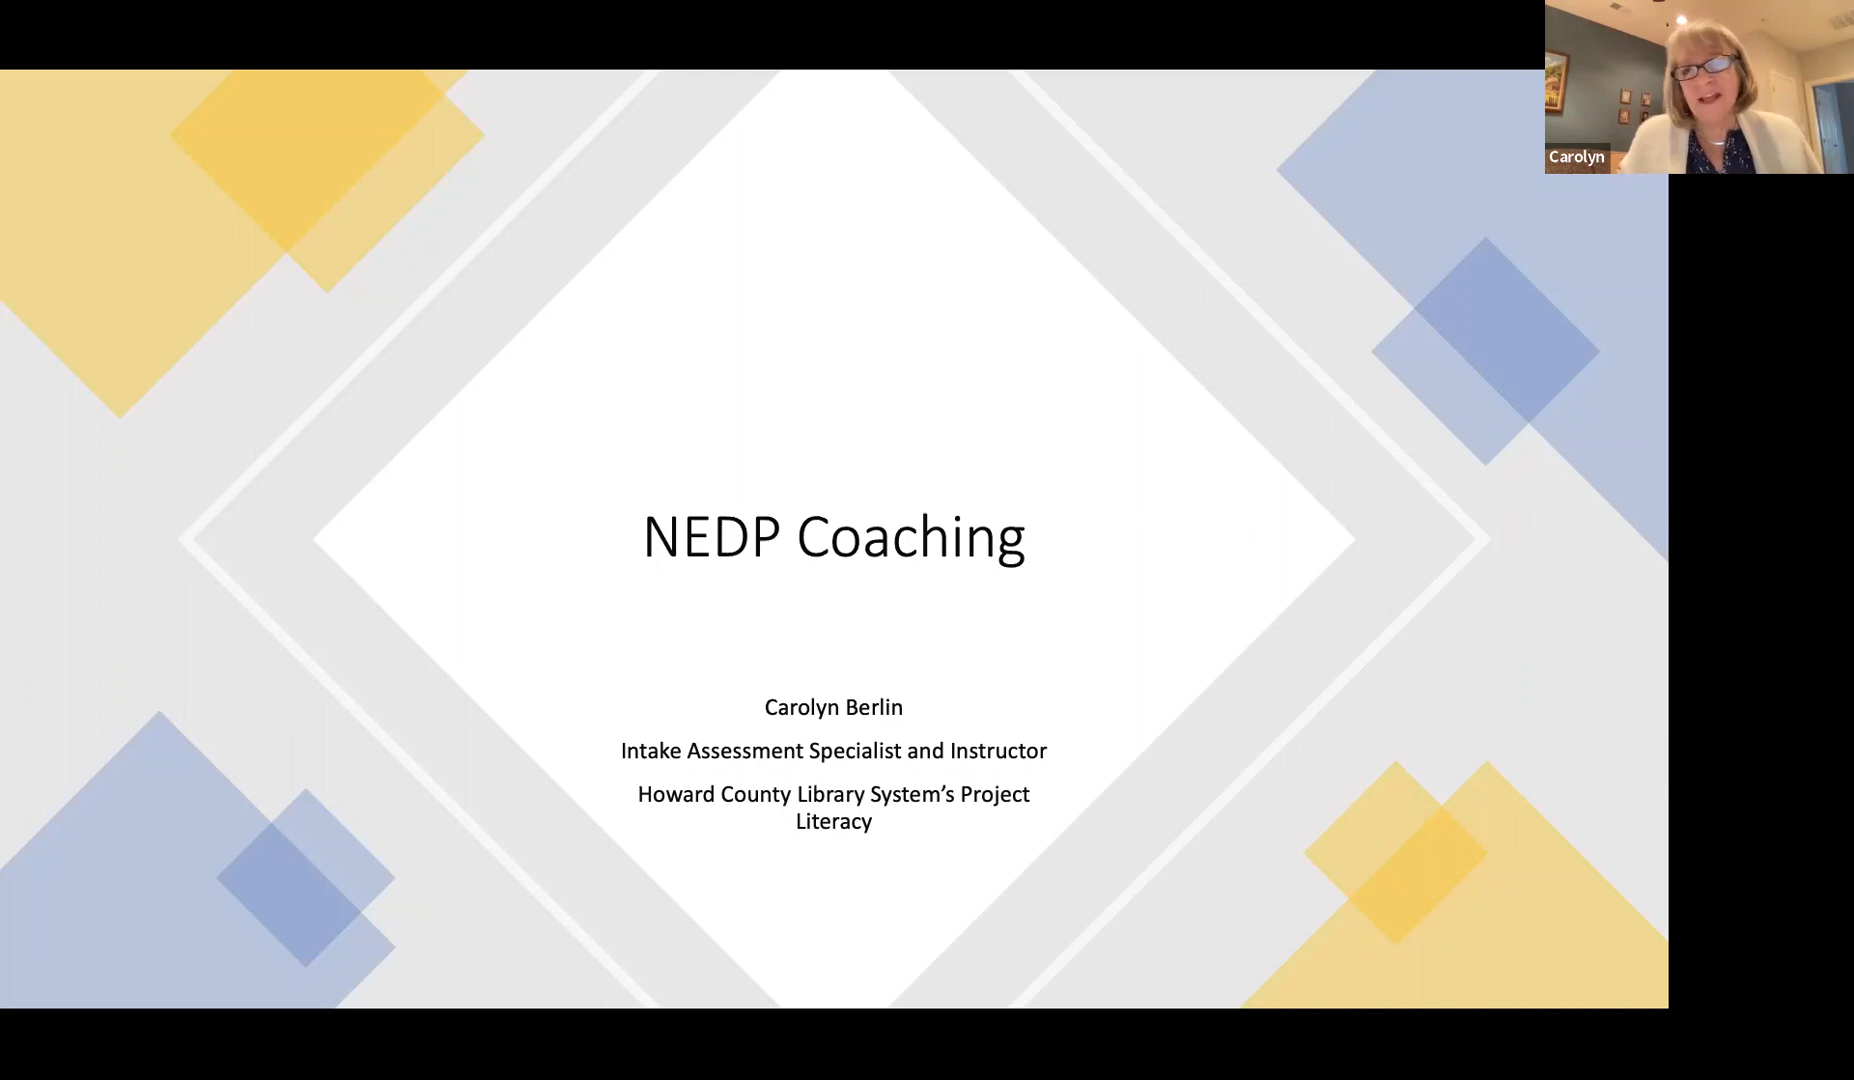 Carolyn
NEDP Coaching
Carolyn Berlin
Intake Assessment Specialist and Instructor
Howard County Library System’s Project
Literacy